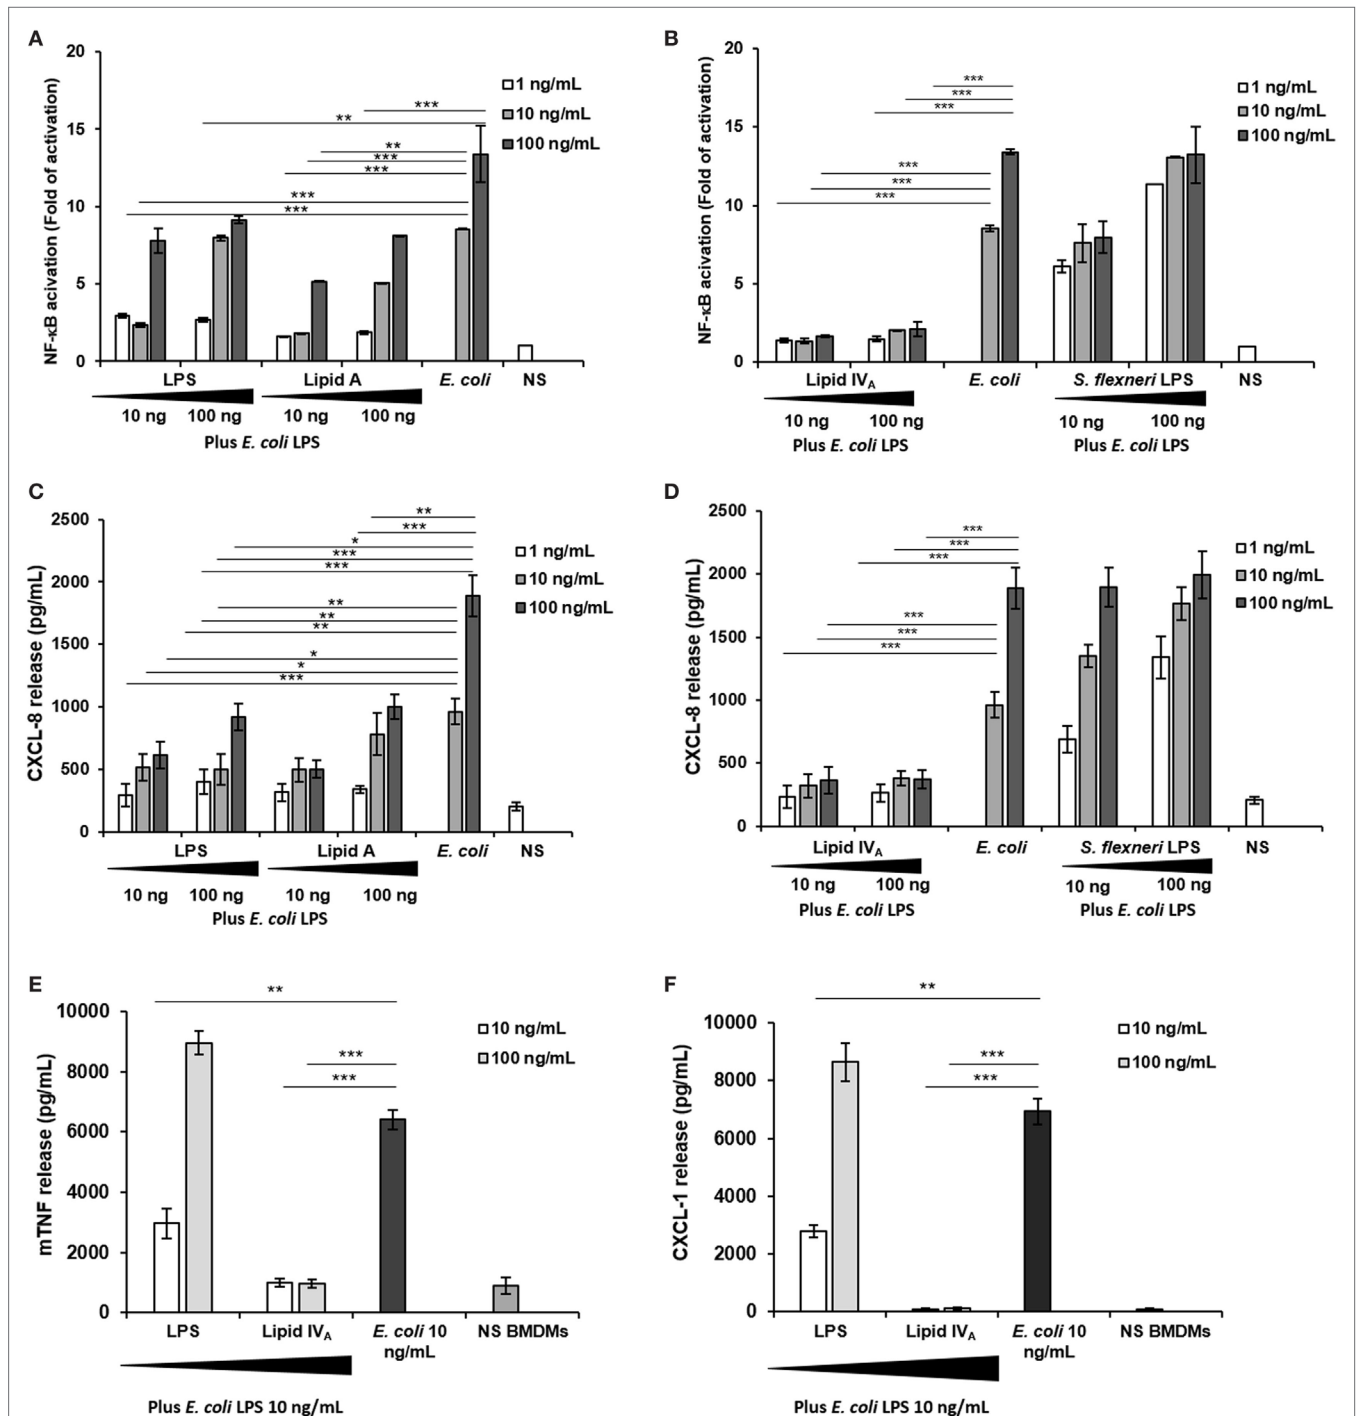 A
NF-κB acivation (Fold of activation)
20
15
10
5
0
1 ng/mL
10 ng/mL
100 ng/mL
***
**
**
***
***
***
***
LPS
Lipid A
E. coli
NS
10 ng
100 ng
10 ng
100 ng
Plus E. coli LPS
B
NF-κB acivation (Fold of activation)
20
15
10
5
0
1 ng/mL
10 ng/mL
100 ng/mL
***
***
***
***
***
***
Lipid IVA
E. coli
S. flexneri LPS
NS
10 ng
100 ng
10 ng
100 ng
Plus E. coli LPS
Plus E. coli LPS
C
CXCL-8 release (pg/mL)
2500
2000
1500
1000
500
0
1 ng/mL
10 ng/mL
100 ng/mL
**
***
*
***
***
**
**
**
*
*
***
LPS
Lipid A
E. coli
NS
10 ng
100 ng
10 ng
100 ng
Plus E. coli LPS
D
CXCL-8 release (pg/mL)
2500
2000
1500
1000
500
0
1 ng/mL
10 ng/mL
100 ng/mL
***
***
***
***
***
***
Lipid IVA
E. coli
S. flexneri LPS
NS
10 ng
100 ng
10 ng
100 ng
Plus E. coli LPS
Plus E. coli LPS
E
mTNF release (pg/mL)
10000
8000
6000
4000
2000
0
10 ng/mL
100 ng/mL
**
***
***
LPS
Lipid IVA
E. coli 10
ng/mL
NS BMDMs
Plus E. coli LPS 10 ng/mL
F
CXCL-1 release (pg/mL)
10000
8000
6000
4000
2000
0
10 ng/mL
100 ng/mL
**
***
***
LPS
Lipid IVA
E. coli 10
ng/mL
NS BMDMs
Plus E. coli LPS 10 ng/mL